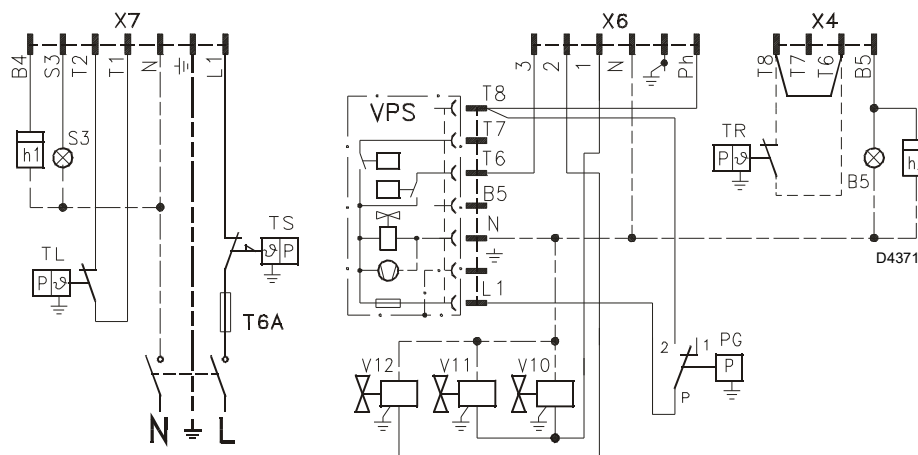 X7
B4 S3 T2 T1 N L1
h1
S3
TL
P ϑ
TS
ϑ P
T6A
N L
X6
3 2 1 N Ph
VPS
T8
T7
T6
B5
N
L1
V12
V11
V10
2 1
PG
P
P
X4
T8 T7 T6 B5
TR
P ϑ
B5
D4371